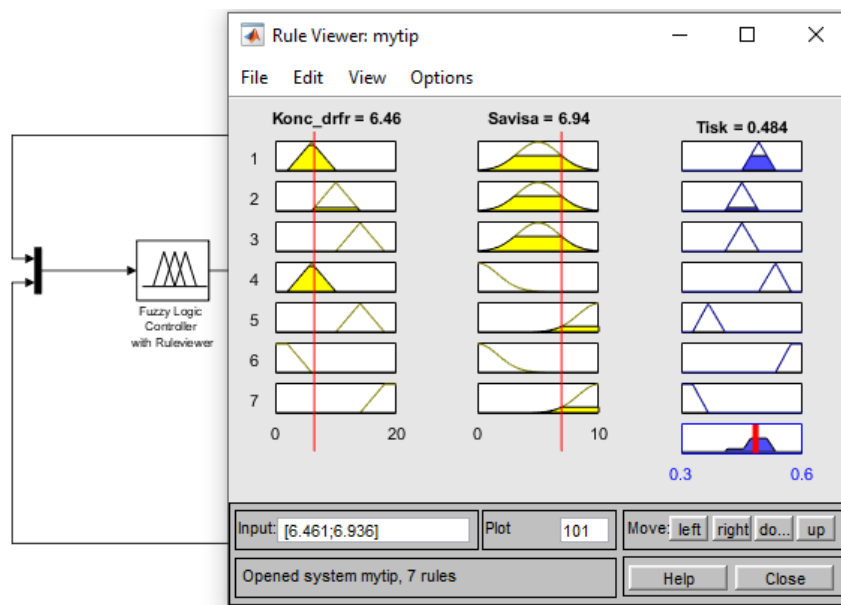 Rule Viewer: mytip
File Edit View Options
Konc_drfr = 6.46 Savisa = 6.94 Tisk = 0.484
1
2
3
4
5
6
7
0 20 0 10
0.3 0.6
Fuzzy Logic
Controller
with Ruleviewer
Input: [6.461;6.936] Plot 101 Move: left right do... up
Opened system mytip, 7 rules Help Close